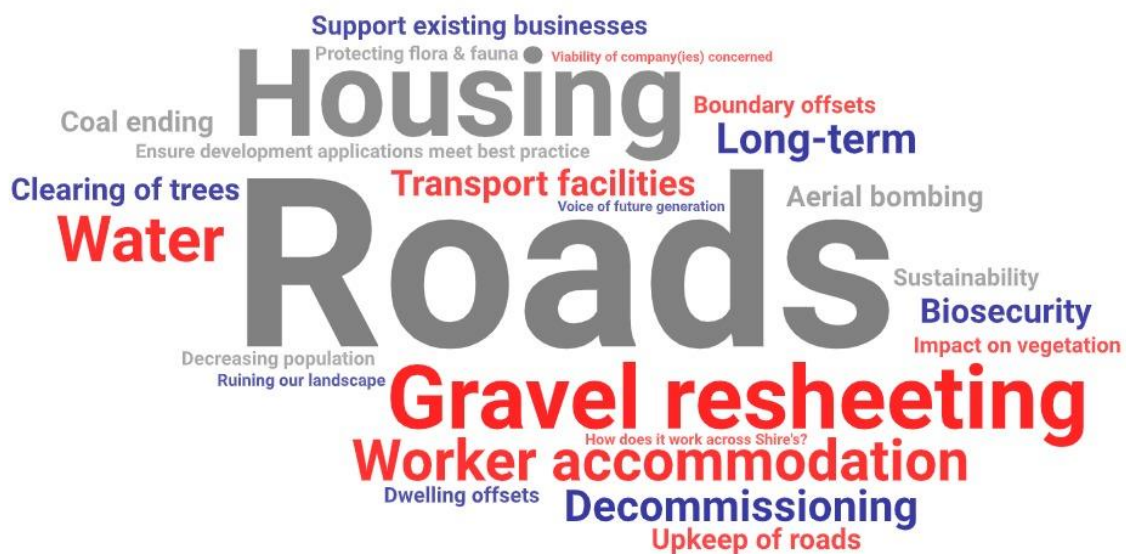 Support existing businesses
Protecting flora & fauna
Viability of company(ies) concerned
Housing
Boundary offsets
Coal ending
Long-term
Ensure development applications meet best practice
Clearing of trees
Transport facilities
Aerial bombing
Voice of future generation
Water
Roads
Sustainability
Biosecurity
Impact on vegetation
Decreasing population
Ruining our landscape
Gravel resheeting
How does it work across Shire's?
Worker accommodation
Dwelling offsets
Decommissioning
Upkeep of roads